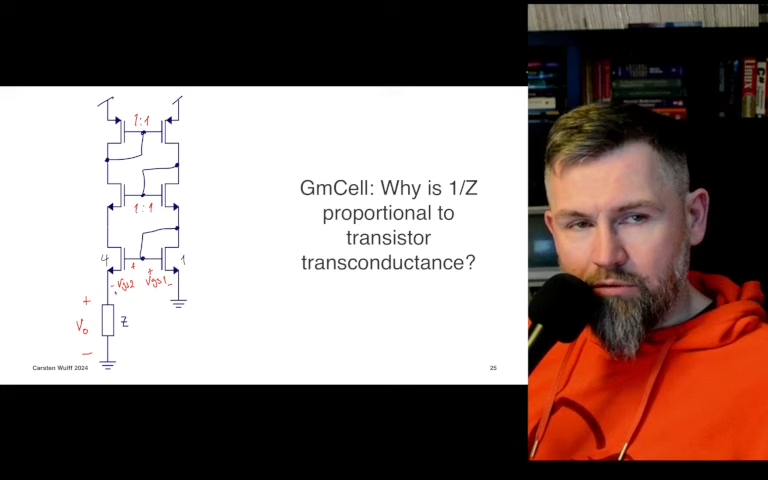 1:1
1:1
4
1
+
+
- Vgs2
Vgs1 -
+
Vo
Z
-
GmCell: Why is 1/Z
proportional to
transistor
transconductance?
Carsten Wulff 2024
25
Linux